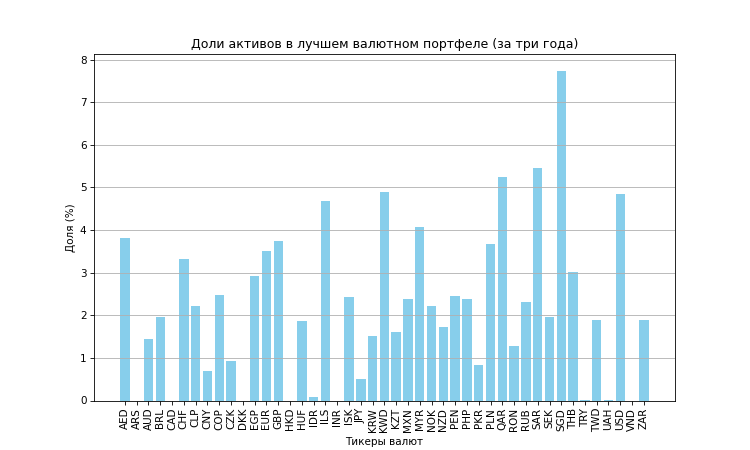 Доли активов в лучшем валютном портфеле (за три года)
Доля (%)
8
7
6
5
4
3
2
1
0
AED ARS AUD BRL CAD CHF CLP CNY COP CZK DKK EGP EUR GBP HKD HUF IDR ILS INR ISK JPY KRW KWD KZT MXN MYR NOK NZD PEN PHP PKR PLN QAR RON RUB SAR SEK SGD THB TRY TWD UAH USD VND ZAR
Тикеры валют